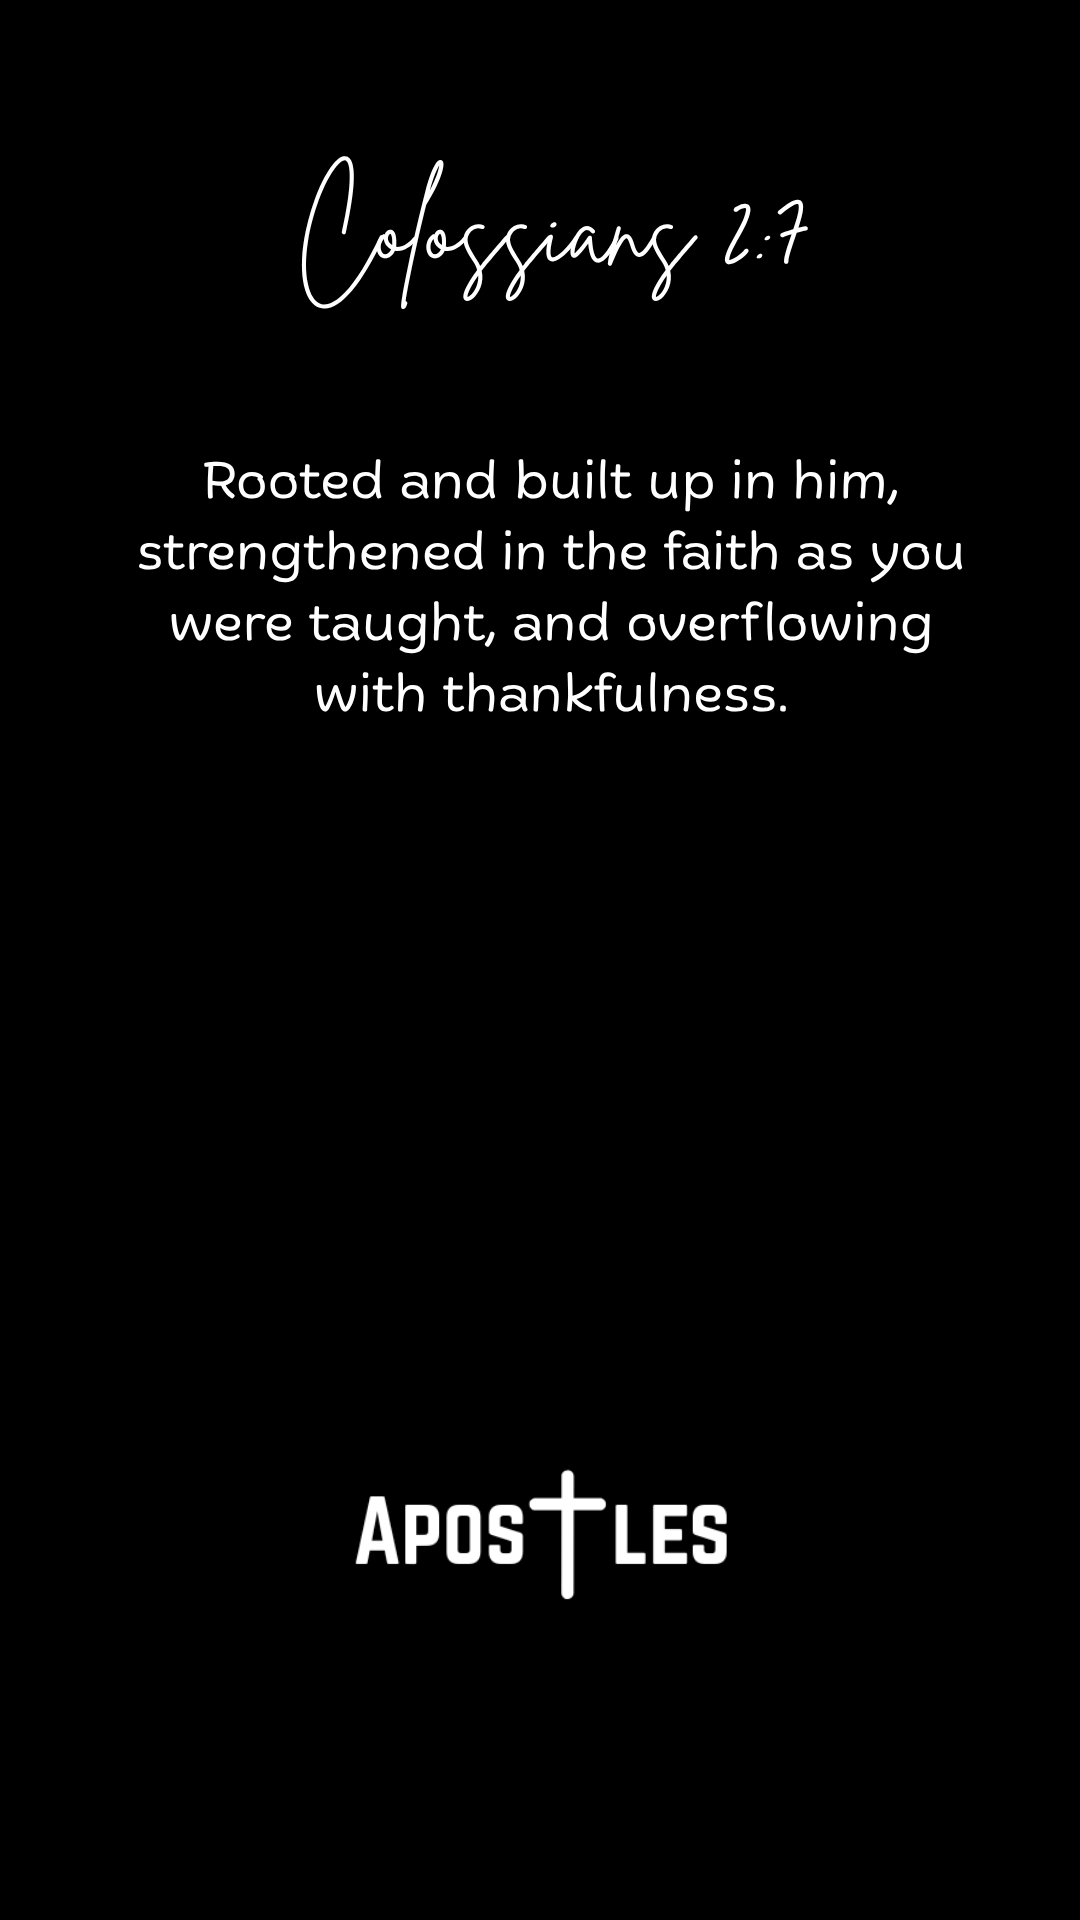 Colossians 2:7
Rooted and built up in him,
strengthened in the faith as you
were taught, and overflowing
with thankfulness.
APOSTLES